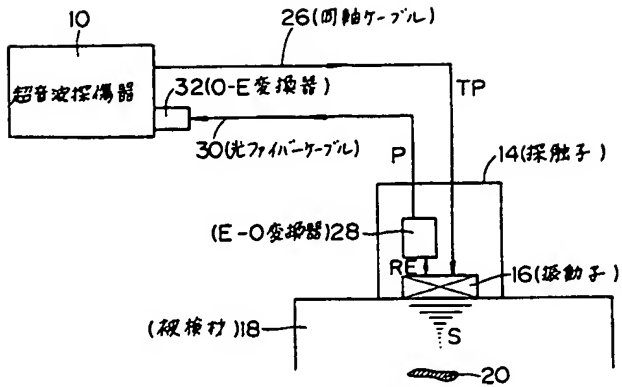 10
26(同軸ケーブル)
超音波探傷器
32(O-E変換器)
TP
30(光ファイバーケーブル)
P
14(探触子)
(E-O変換器)28
RE
16(振動子)
(被検材)18
S
20